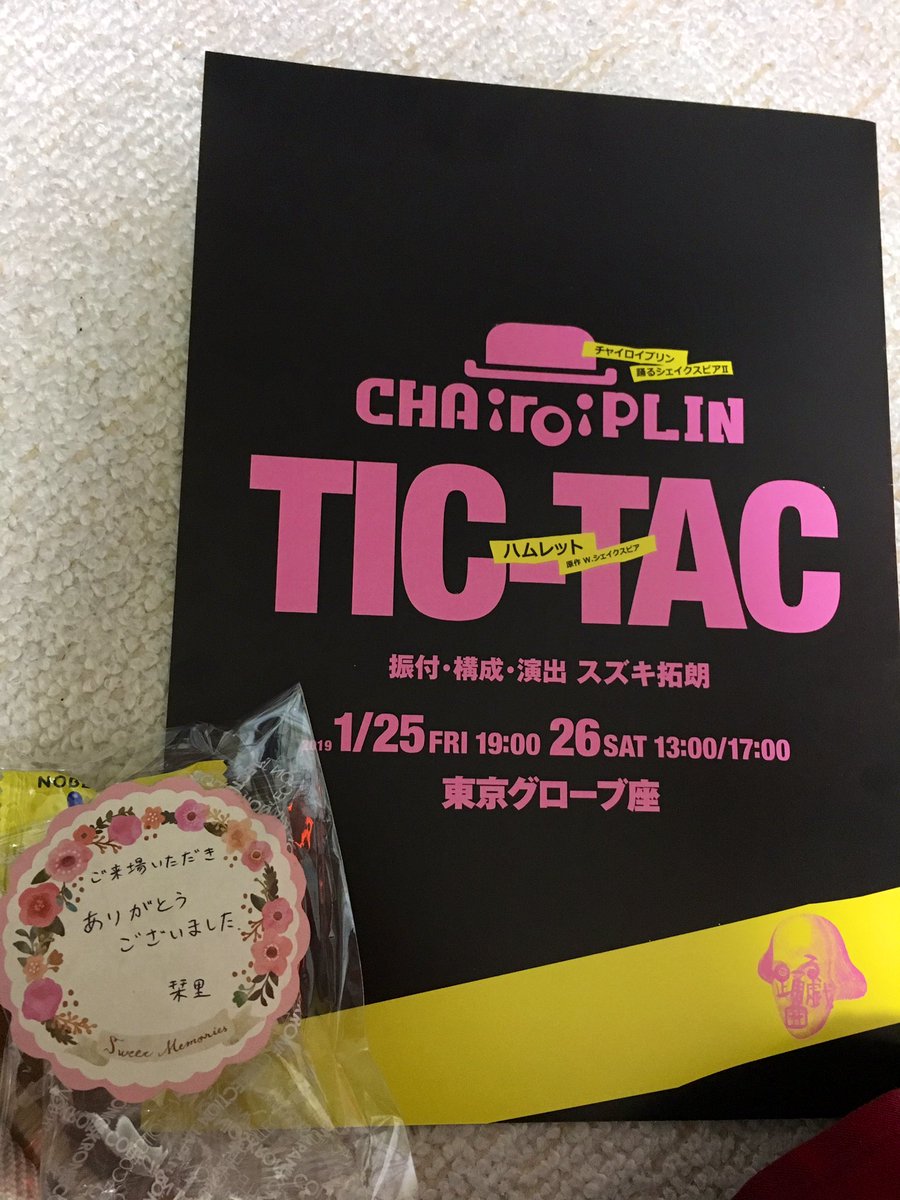 チャイロイプリン
踊るシェイクスピアⅡ
CHAiroiPLIN
TIC-TAC
ハムレット
原作 W.シェイクスピア
振付・構成・演出 スズキ拓朗
2019 1/25 FRI 19:00 26 SAT 13:00/17:00
東京グローブ座
NOBE
ご来場いただき
ありがとう
ございました.
栞里
Sweet Memories